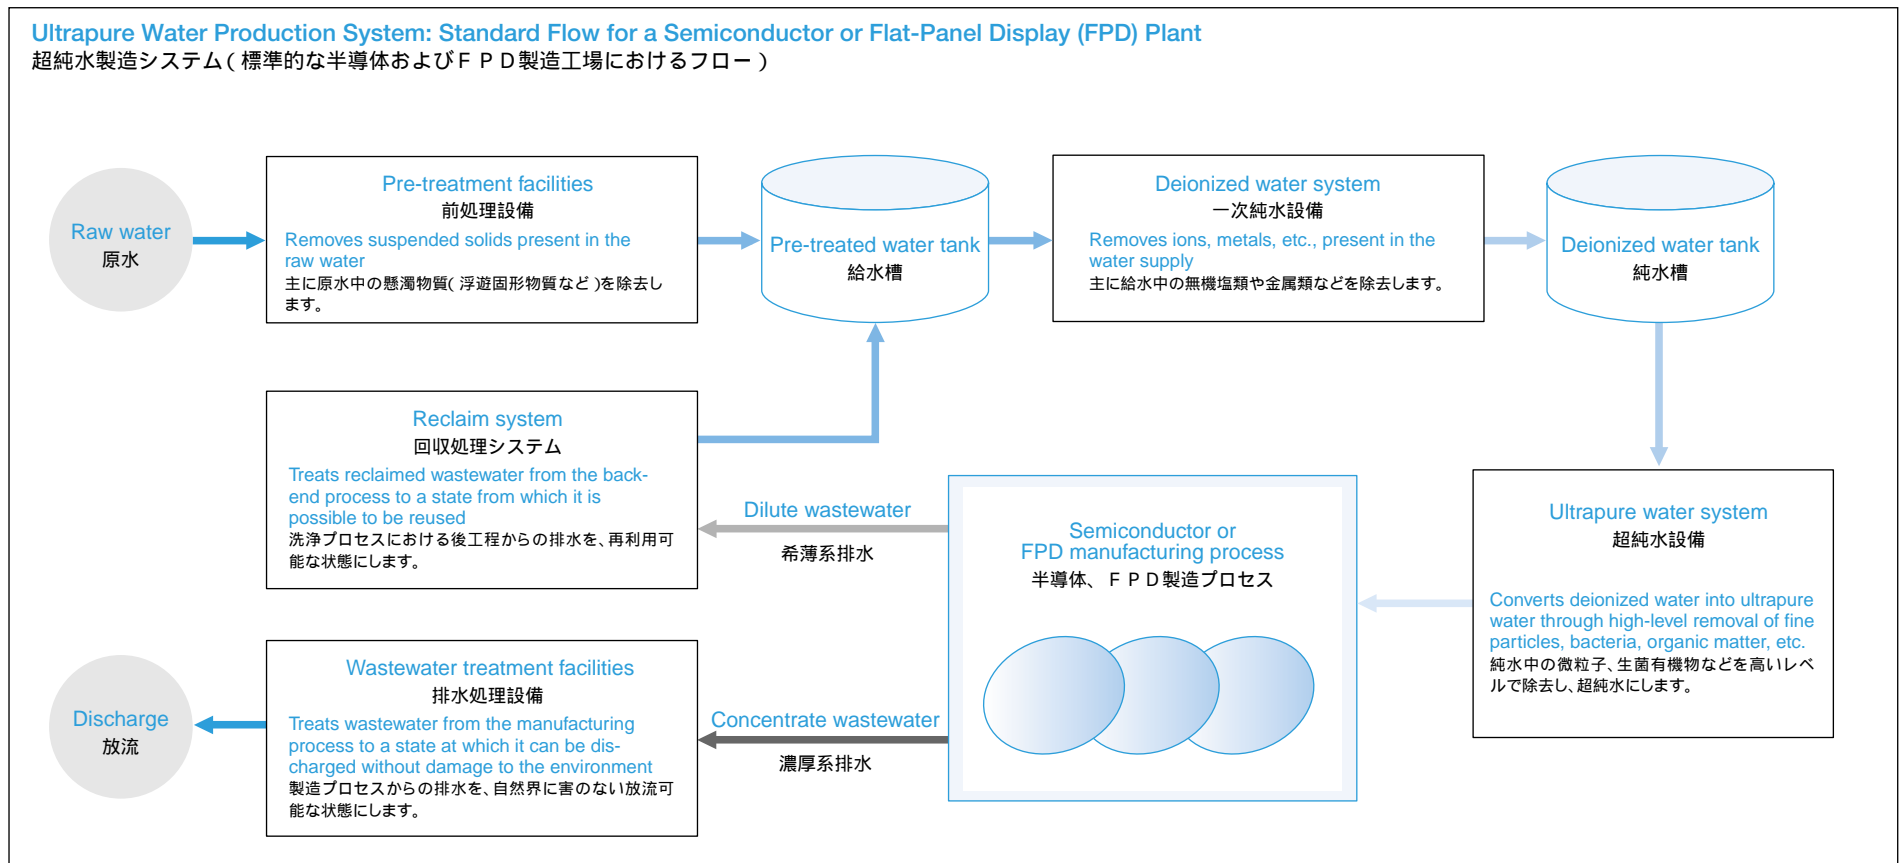 Ultrapure Water Production System: Standard Flow for a Semiconductor or Flat-Panel Display (FPD) Plant
超純水製造システム(標準的な半導体およびFPD製造工場におけるフロー)
Raw water
原水
Pre-treatment facilities
前処理設備
Removes suspended solids present in the
raw water
主に原水中の懸濁物質(浮遊固形物質など)を除去し
ます。
Pre-treated water tank
給水槽
Deionized water system
一次純水設備
Removes ions, metals, etc., present in the
water supply
主に給水中の無機塩類や金属類などを除去します。
Deionized water tank
純水槽
Reclaim system
回収処理システム
Treats reclaimed wastewater from the back-
end process to a state from which it is
possible to be reused
洗浄プロセスにおける後工程からの排水を、再利用可
能な状態にします。
Dilute wastewater
希薄系排水
Semiconductor or
FPD manufacturing process
半導体、FPD製造プロセス
Ultrapure water system
超純水設備
Converts deionized water into ultrapure
water through high-level removal of fine
particles, bacteria, organic matter, etc.
純水中の微粒子、生菌有機物などを高いレベ
ルで除去し、超純水にします。
Wastewater treatment facilities
排水処理設備
Treats wastewater from the manufacturing
process to a state at which it can be dis-
charged without damage to the environment
製造プロセスからの排水を、自然界に害のない放流可
能な状態にします。
Concentrate wastewater
濃厚系排水
Discharge
放流